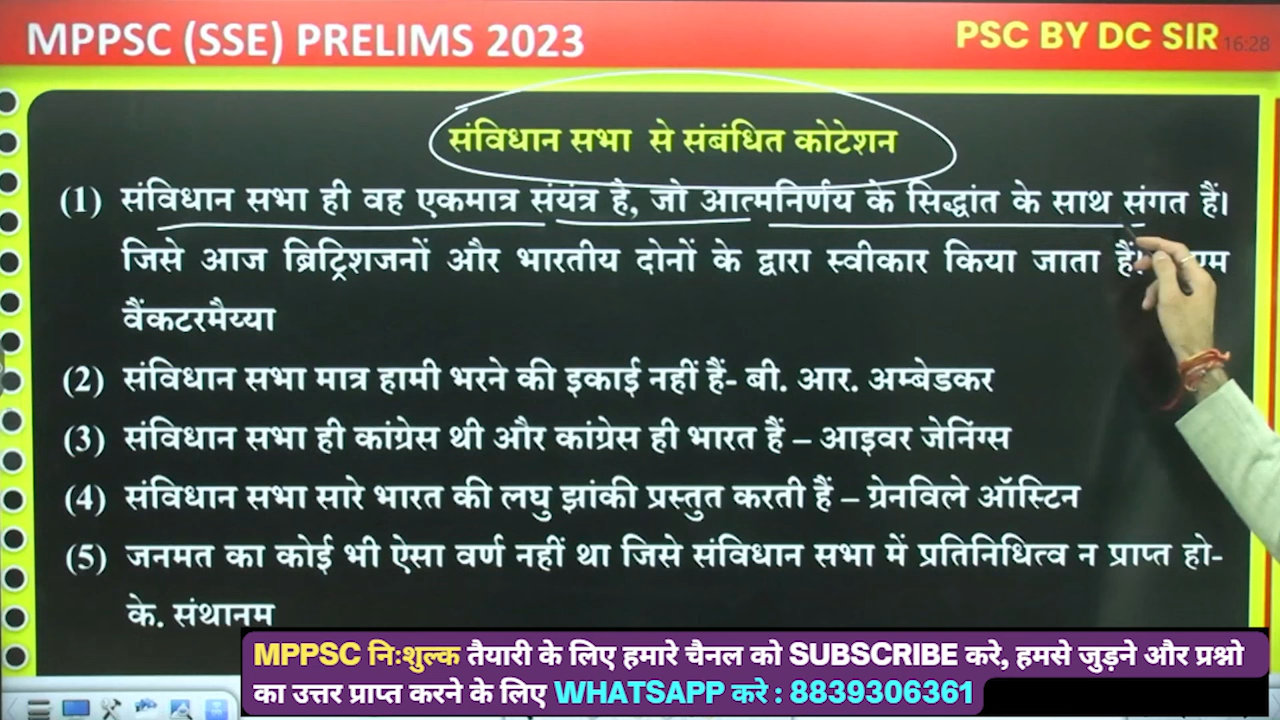 MPPSC (SSE) PRELIMS 2023
PSC BY DC SIR
16:28
संविधान सभा से संबंधित कोटेशन
(1) संविधान सभा ही वह एकमात्र संयंत्र है, जो आत्मनिर्णय के सिद्धांत के साथ संगत हैं।
जिसे आज ब्रिट्रिशजनों और भारतीय दोनों के द्वारा स्वीकार किया जाता हैं।
वैंकटरमैय्या
(2) संविधान सभा मात्र हामी भरने की इकाई नहीं हैं- बी. आर. अम्बेडकर
(3) संविधान सभा ही कांग्रेस थी और कांग्रेस ही भारत हैं – आइवर जेनिंग्स
(4) संविधान सभा सारे भारत की लघु झांकी प्रस्तुत करती हैं – ग्रेनविले ऑस्टिन
(5) जनमत का कोई भी ऐसा वर्ण नहीं था जिसे संविधान सभा में प्रतिनिधित्व न प्राप्त हो-
के. संथानम
MPPSC निःशुल्क तैयारी के लिए हमारे चैनल को SUBSCRIBE करे, हमसे जुड़ने और प्रश्नो
का उत्तर प्राप्त करने के लिए WHATSAPP करे : 8839306361